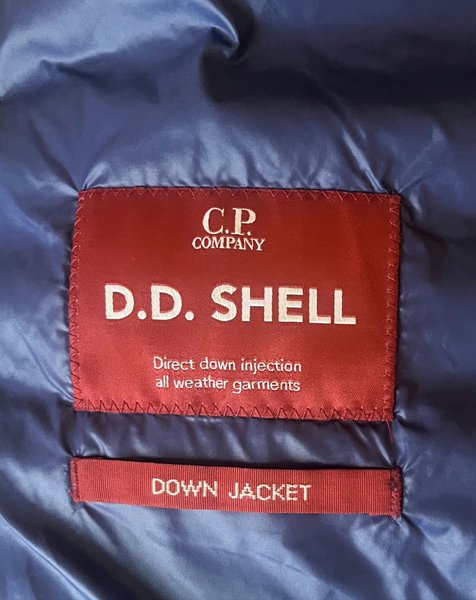 C.P.
COMPANY
D.D. SHELL
Direct down injection
all weather garments
DOWN JACKET